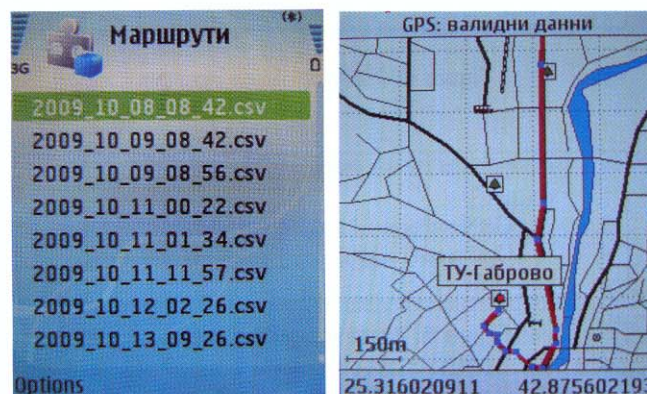 Маршрути
3G
2009_10_08_08_42.csv
2009_10_09_08_42.csv
2009_10_09_08_56.csv
2009_10_11_00_22.csv
2009_10_11_01_34.csv
2009_10_11_11_57.csv
2009_10_12_02_26.csv
2009_10_13_09_26.csv
Options
GPS: валидни данни
ТУ-Габрово
150m
25.316020911 42.875602193